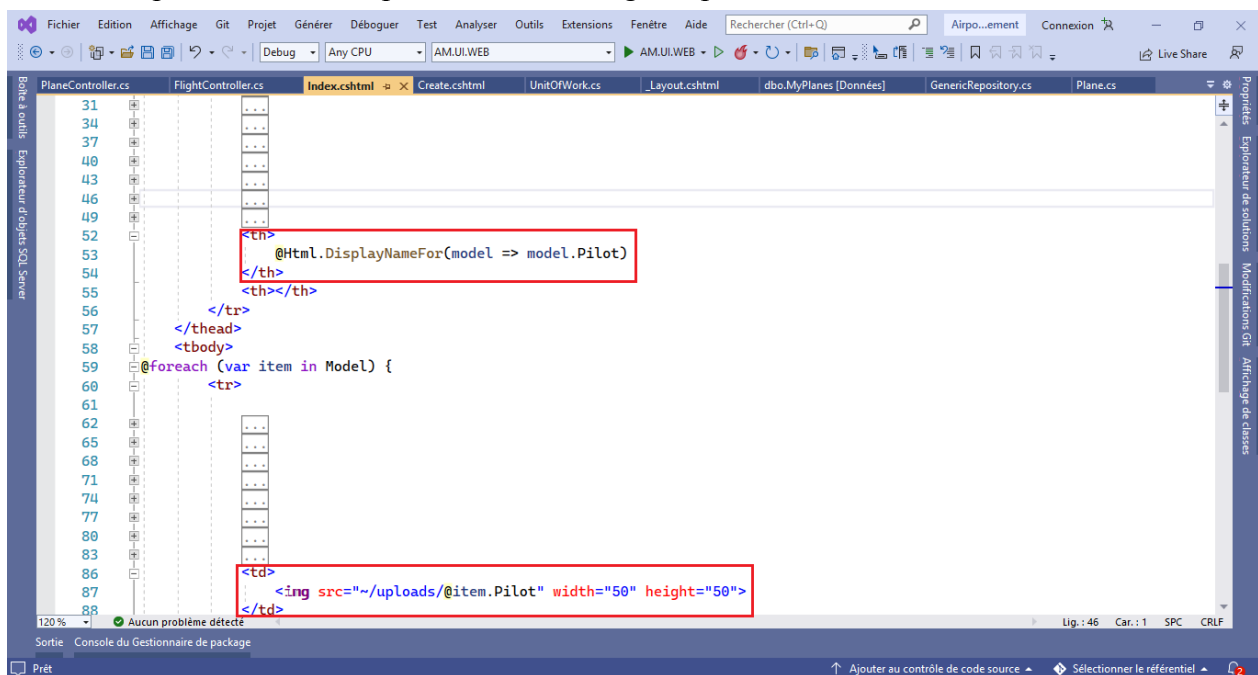 Fichier Edition Affichage Git Projet Générer Déboguer Test Analyser Outils Extensions Fenêtre Aide Rechercher (Ctrl+Q) Airpo...ement Connexion
Debug Any CPU AM.UI.WEB AM.UI.WEB Live Share
PlaneController.cs FlightController.cs Index.cshtml Create.cshtml UnitOfWork.cs _Layout.cshtml dbo.MyPlanes [Données] GenericRepository.cs Plane.cs
Boîte à outils Explorateur d'objets SQL Server
31 ...
34 ...
37 ...
40 ...
43 ...
46 ...
49 ...
52 <th>
53 @Html.DisplayNameFor(model => model.Pilot)
54 </th>
55 <th></th>
56 </tr>
57 </thead>
58 <tbody>
59 @foreach (var item in Model) {
60 <tr>
61
62 ...
65 ...
68 ...
71 ...
74 ...
77 ...
80 ...
83 ...
86 <td>
87 <img src="~/uploads/@item.Pilot" width="50" height="50">
88 </td>
Propriétés Explorateur de solutions Modifications Git Affichage de classes
120 % Aucun problème détecté Lig. : 46 Car. : 1 SPC CRLF
Sortie Console du Gestionnaire de package
Prêt Ajouter au contrôle de code source Sélectionner le référentiel 2